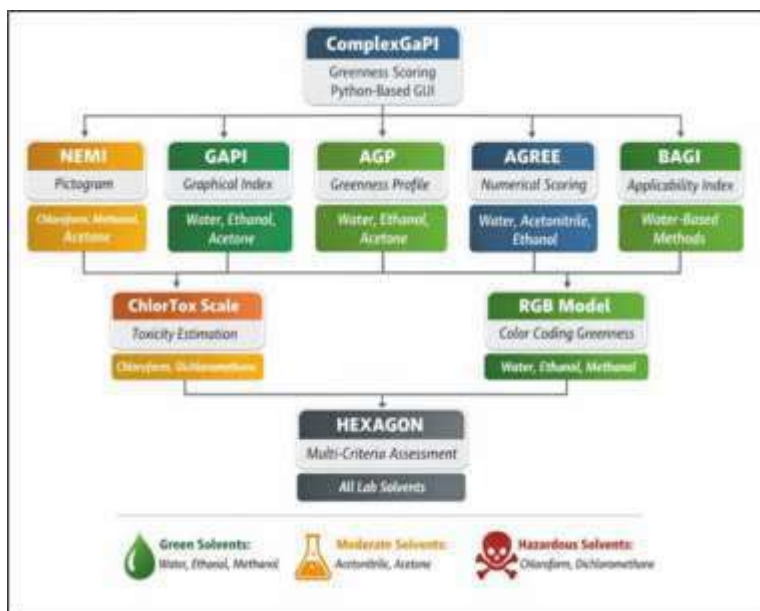 ComplexGaPI
Greenness Scoring
Python-Based GUI
NEMI
Pictogram
Chloroform, Methanol,
Acetone
GAPI
Graphical Index
Water, Ethanol,
Acetone
AGP
Greenness Profile
Water, Ethanol,
Acetone
AGREE
Numerical Scoring
Water, Acetonitrile,
Ethanol
BAGI
Applicability Index
Water-Based
Methods
ChlorTox Scale
Toxicity Estimation
Chloroform, Dichloromethane
RGB Model
Color Coding Greenness
Water, Ethanol, Methanol
HEXAGON
Multi-Criteria Assessment
All Lab Solvents
Green Solvents:
Water, Ethanol, Methanol
Moderate Solvents:
Acetonitrile, Acetone
Hazardous Solvents:
Chloroform, Dichloromethane